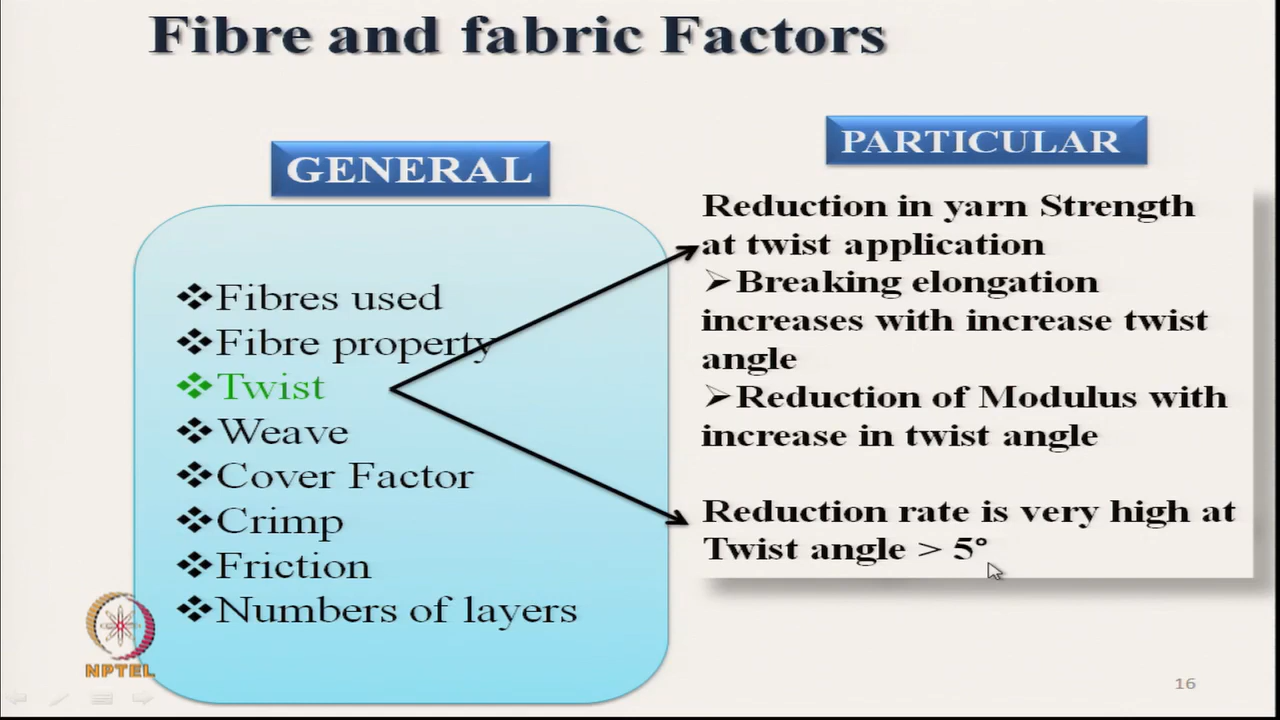 Fibre and fabric Factors
GENERAL
Fibres used
Fibre property
Twist
Weave
Cover Factor
Crimp
Friction
Numbers of layers
PARTICULAR
Reduction in yarn Strength
at twist application
Breaking elongation
increases with increase twist
angle
Reduction of Modulus with
increase in twist angle
Reduction rate is very high at
Twist angle > 5°
NPTEL
16